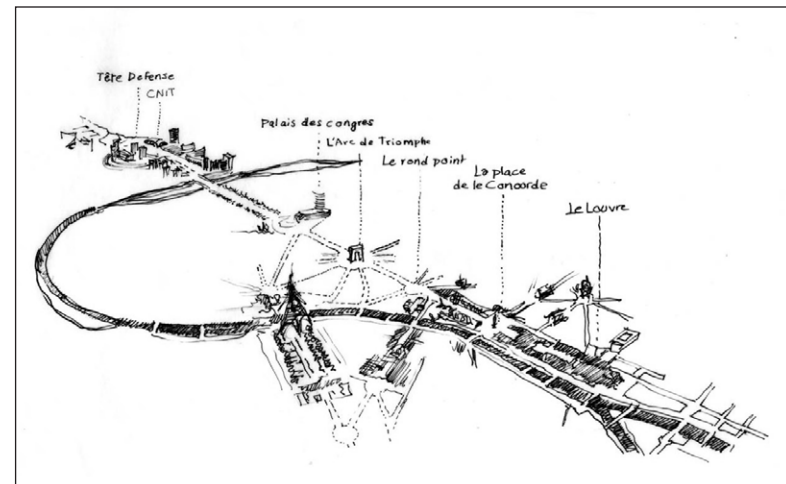 Tête Defense
CNIT
Palais des congres
L'Arc de Triomphe
Le rond point
La place
de le Concorde
Le Louvre